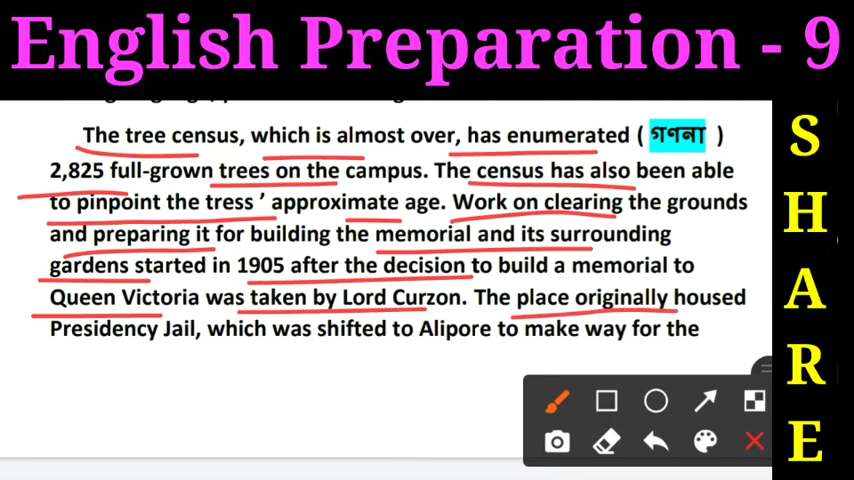 English Preparation - 9
The tree census, which is almost over, has enumerated ( গণনা )
2,825 full-grown trees on the campus. The census has also been able
to pinpoint the tress ’ approximate age. Work on clearing the grounds
and preparing it for building the memorial and its surrounding
gardens started in 1905 after the decision to build a memorial to
Queen Victoria was taken by Lord Curzon. The place originally housed
Presidency Jail, which was shifted to Alipore to make way for the
S
H
A
R
E